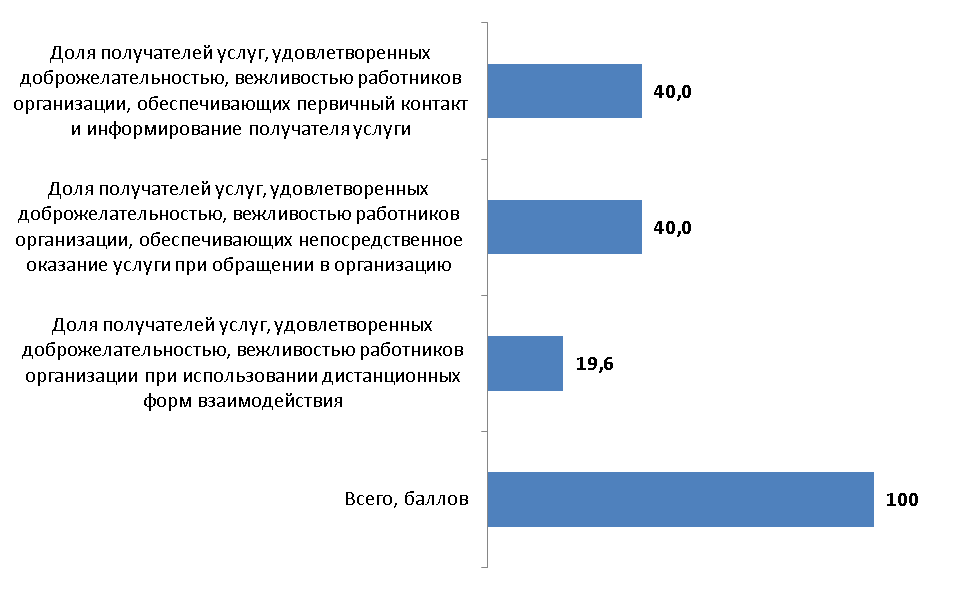 Доля получателей услуг, удовлетворенных
доброжелательностью, вежливостью работников
организации, обеспечивающих первичный контакт
и информирование получателя услуги
40,0
Доля получателей услуг, удовлетворенных
доброжелательностью, вежливостью работников
организации, обеспечивающих непосредственное
оказание услуги при обращении в организацию
40,0
Доля получателей услуг, удовлетворенных
доброжелательностью, вежливостью работников
организации при использовании дистанционных
форм взаимодействия
19,6
Всего, баллов
100